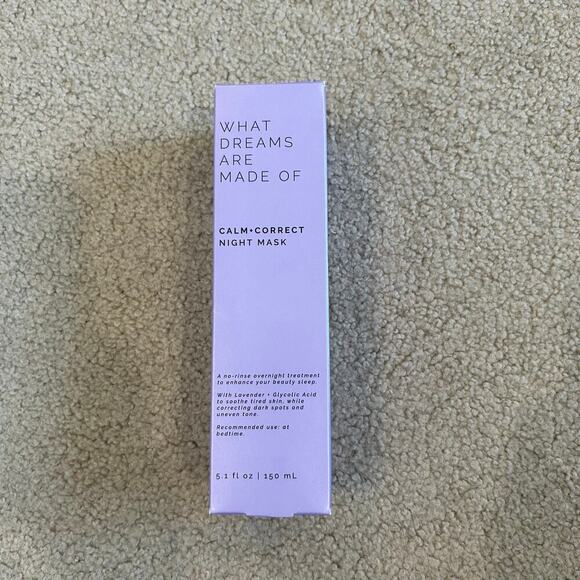 WHAT
DREAMS
ARE
MADE OF
CALM+CORRECT
NIGHT MASK
A no-rinse overnight treatment
to enhance your beauty sleep.
With Lavender + Glycolic Acid
to soothe tired skin, while
correcting dark spots and
uneven tone.
Recommended use: at
bedtime.
5.1 fl oz | 150 mL